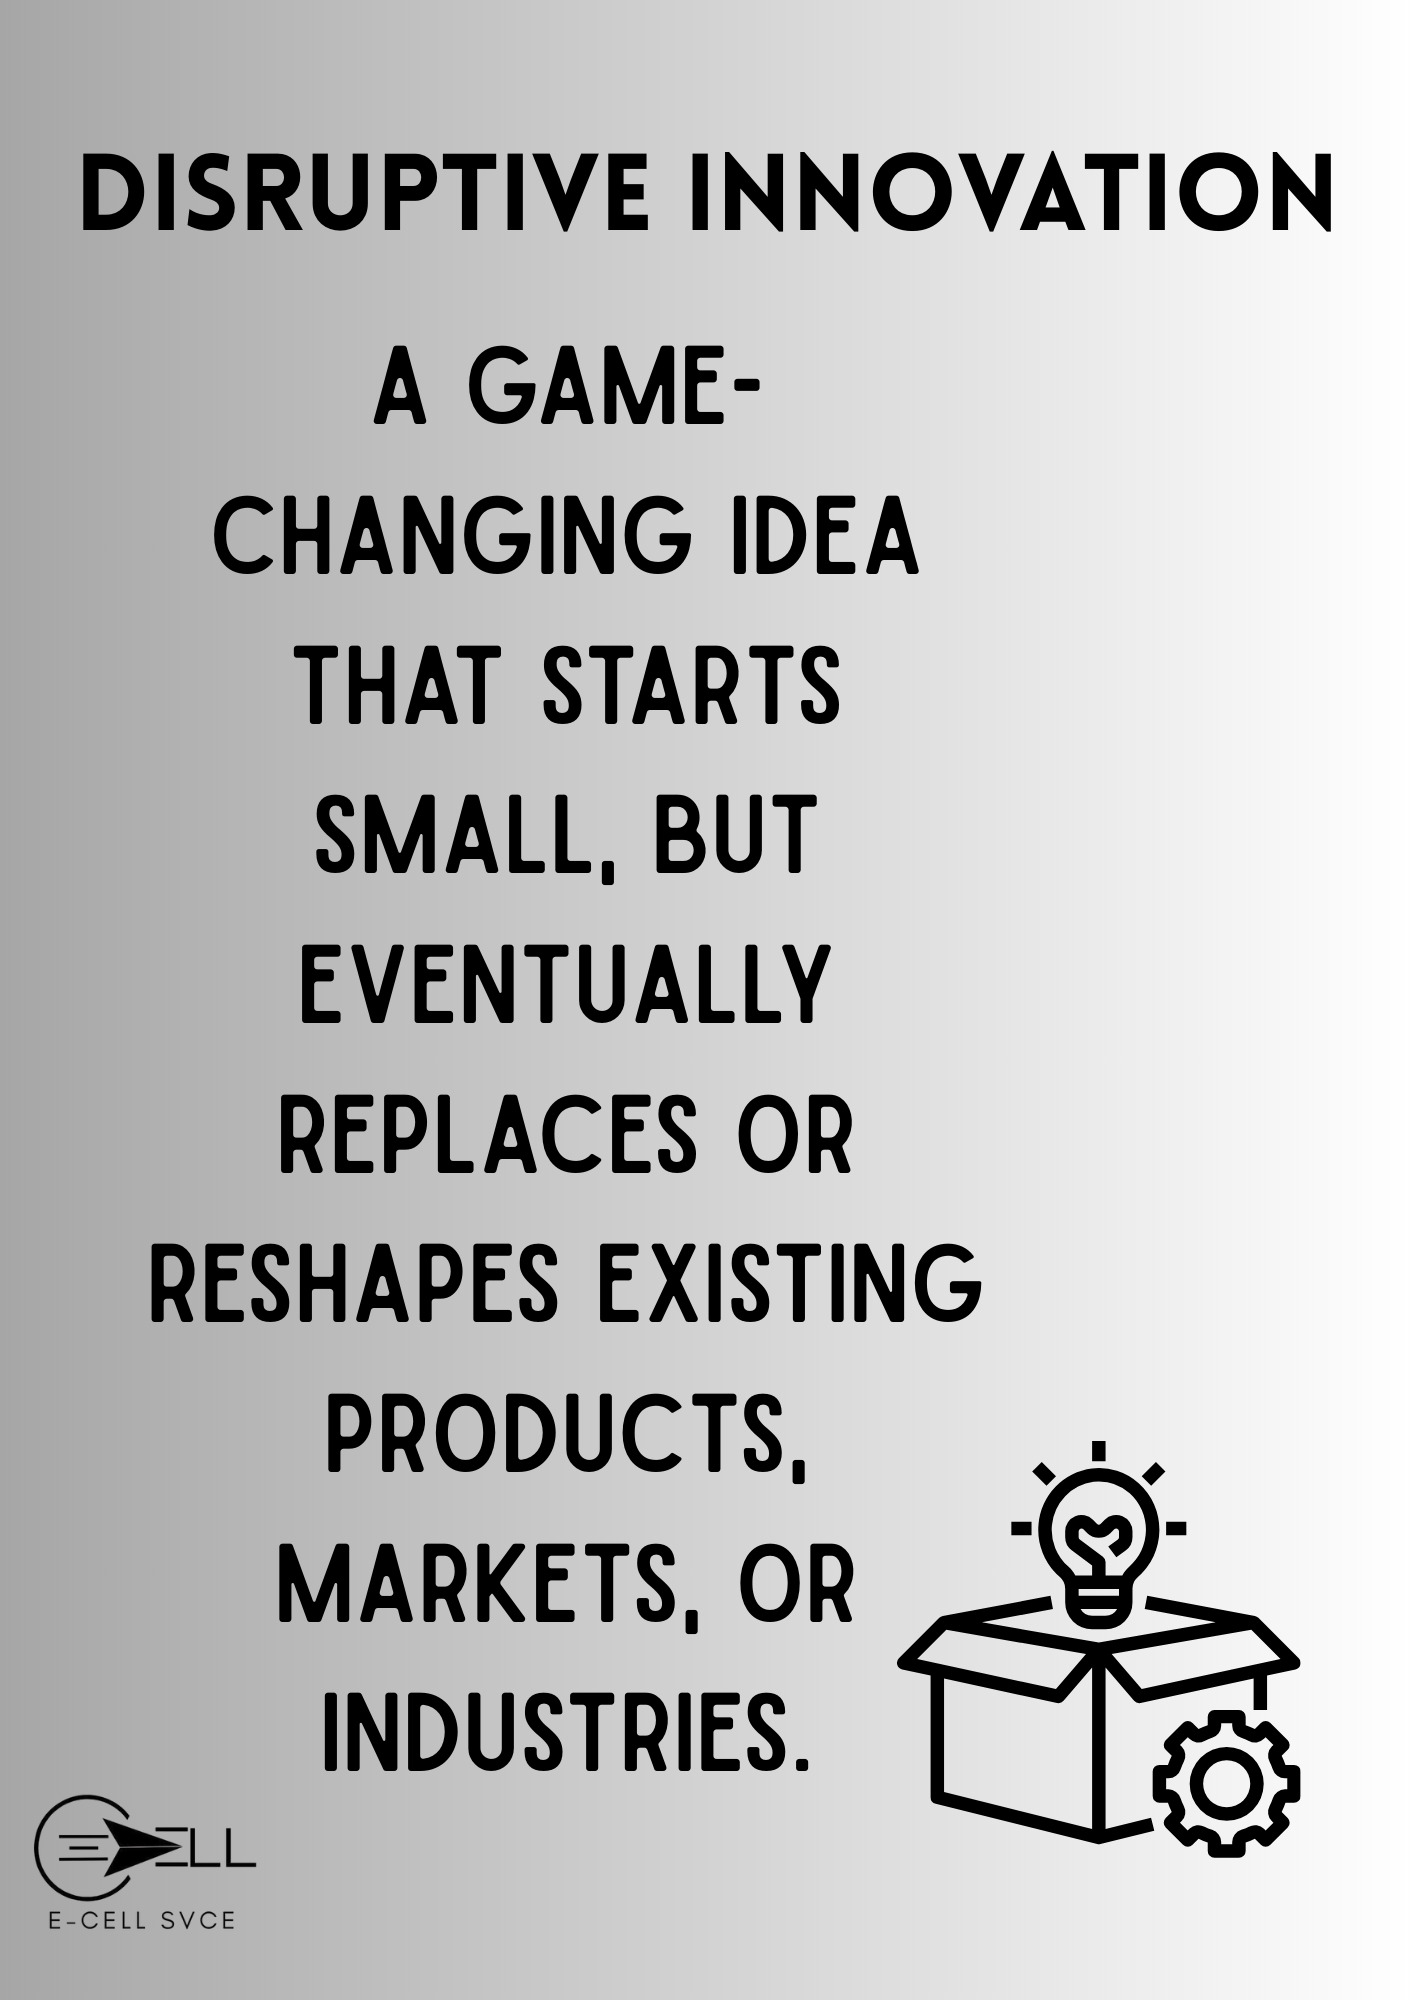 DISRUPTIVE INNOVATION
A GAME-
CHANGING IDEA
THAT STARTS
SMALL, BUT
EVENTUALLY
REPLACES OR
RESHAPES EXISTING
PRODUCTS,
MARKETS, OR
INDUSTRIES.
E CELL
E-CELL SVCE